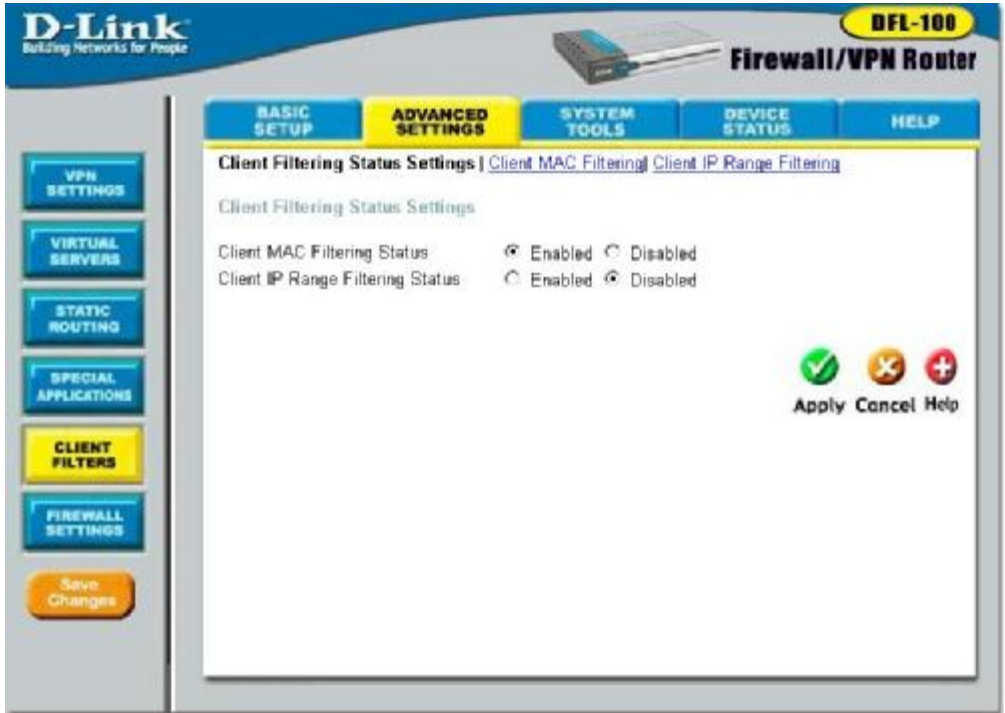 D-Link
Building Networks for People
DFL-100
Firewall/VPN Router
BASIC SETUP
ADVANCED SETTINGS
SYSTEM TOOLS
DEVICE STATUS
HELP
VPN SETTINGS
VIRTUAL SERVERS
STATIC ROUTING
SPECIAL APPLICATIONS
CLIENT FILTERS
FIREWALL SETTINGS
Save Changes
Client Filtering Status Settings | Client MAC Filtering| Client IP Range Filtering
Client Filtering Status Settings
Client MAC Filtering Status Enabled Disabled
Client IP Range Filtering Status Enabled Disabled
Apply Cancel Help